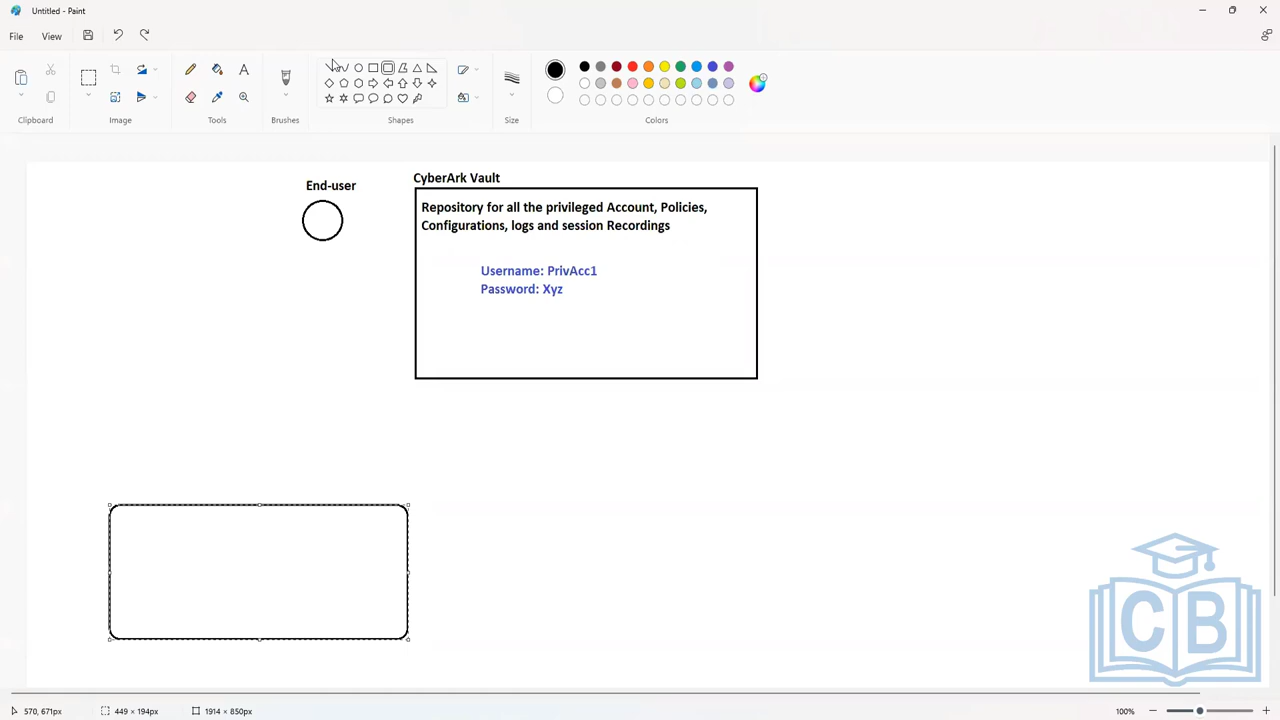 Untitled - Paint
File View
Clipboard
Image
Tools
Brushes
Shapes
Size
Colors
End-user
CyberArk Vault
Repository for all the privileged Account, Policies,
Configurations, logs and session Recordings
Username: PrivAcc1
Password: Xyz
C B
570, 671px
449 × 194px
1914 × 850px
100%